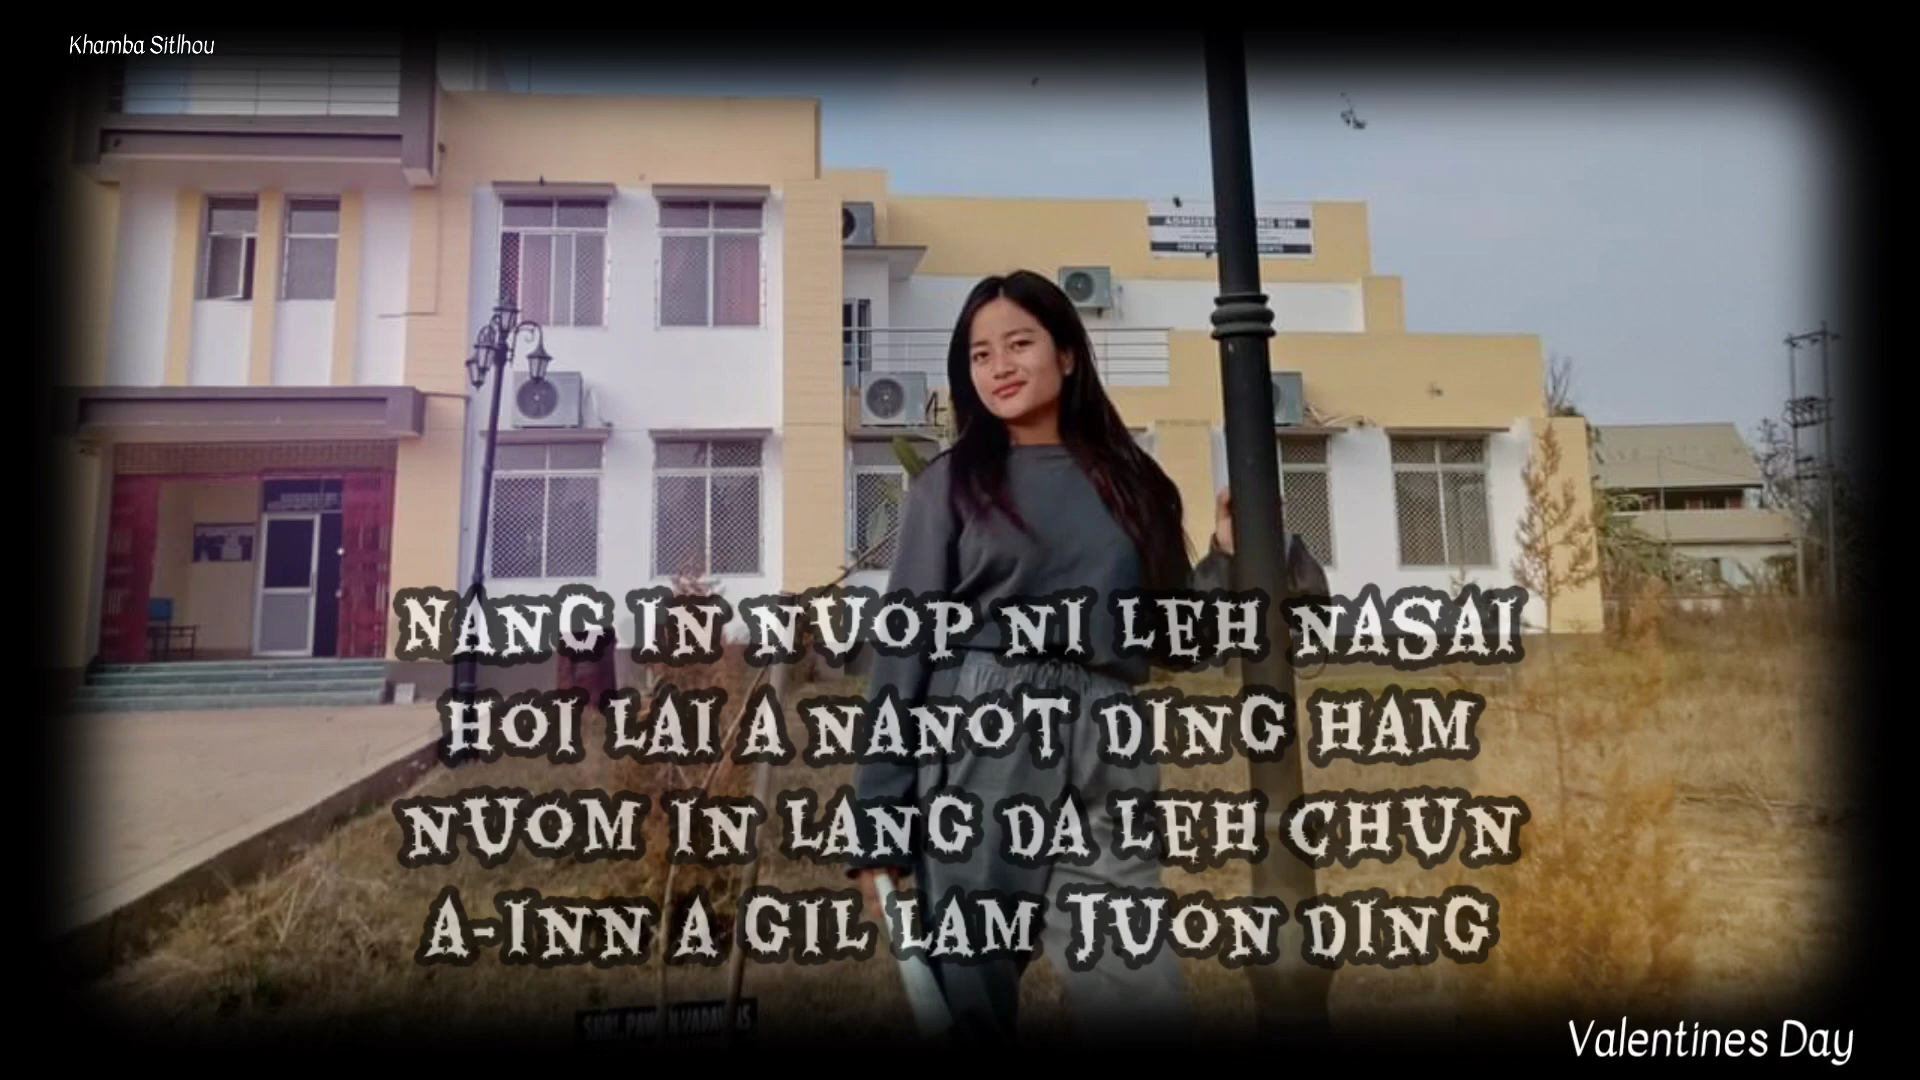 Khamba Sitlhou
NANG IN NUOP NI LEH NASAI
HOI LAI A NANOT DING HAM
NUOM IN LANG DA LEH CHUN
A-INN A GIL LAM JUON DING
Valentines Day